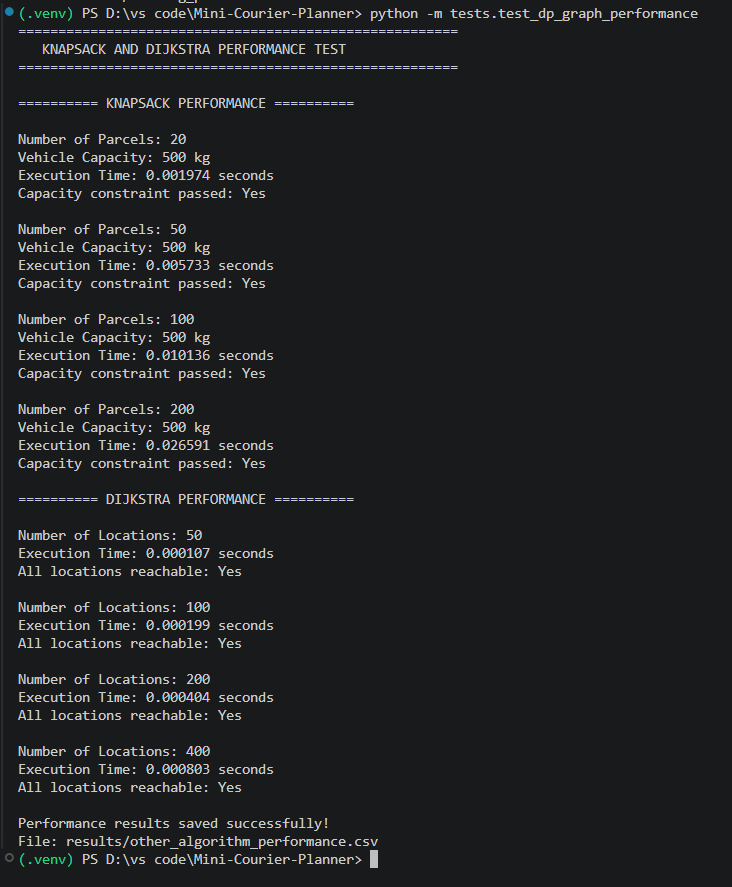 (.venv) PS D:\vs code\Mini-Courier-Planner> python -m tests.test_dp_graph_performance
=======================================================
   KNAPSACK AND DIJKSTRA PERFORMANCE TEST
=======================================================

========== KNAPSACK PERFORMANCE ==========

Number of Parcels: 20
Vehicle Capacity: 500 kg
Execution Time: 0.001974 seconds
Capacity constraint passed: Yes

Number of Parcels: 50
Vehicle Capacity: 500 kg
Execution Time: 0.005733 seconds
Capacity constraint passed: Yes

Number of Parcels: 100
Vehicle Capacity: 500 kg
Execution Time: 0.010136 seconds
Capacity constraint passed: Yes

Number of Parcels: 200
Vehicle Capacity: 500 kg
Execution Time: 0.026591 seconds
Capacity constraint passed: Yes

========== DIJKSTRA PERFORMANCE ==========

Number of Locations: 50
Execution Time: 0.000107 seconds
All locations reachable: Yes

Number of Locations: 100
Execution Time: 0.000199 seconds
All locations reachable: Yes

Number of Locations: 200
Execution Time: 0.000404 seconds
All locations reachable: Yes

Number of Locations: 400
Execution Time: 0.000803 seconds
All locations reachable: Yes

Performance results saved successfully!
File: results/other_algorithm_performance.csv
(.venv) PS D:\vs code\Mini-Courier-Planner>